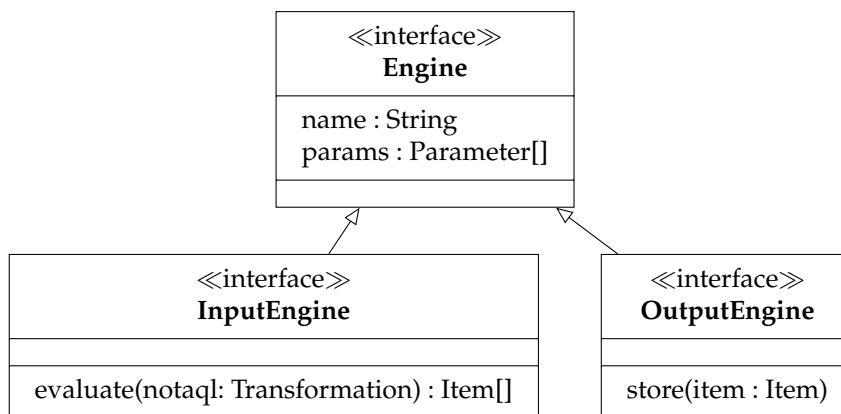 ≪interface≫
Engine
name : String
params : Parameter[]
≪interface≫
InputEngine
evaluate(notaql: Transformation) : Item[]
≪interface≫
OutputEngine
store(item : Item)